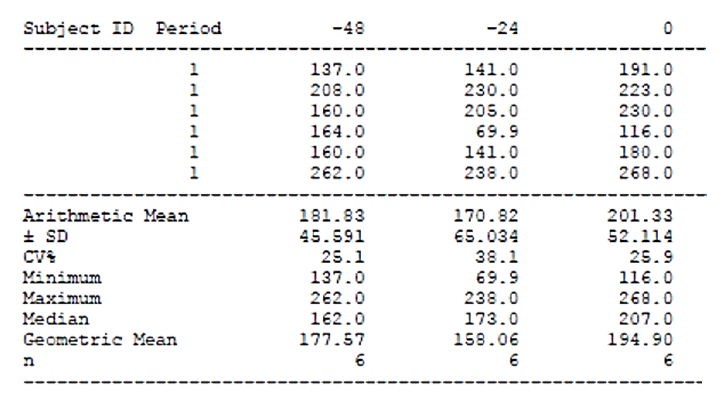 Subject ID Period -48 -24 0
1 137.0 141.0 191.0
1 208.0 230.0 223.0
1 160.0 205.0 230.0
1 164.0 69.9 116.0
1 160.0 141.0 180.0
1 262.0 238.0 268.0
Arithmetic Mean 181.83 170.82 201.33
± SD 45.591 65.034 52.114
CV% 25.1 38.1 25.9
Minimum 137.0 69.9 116.0
Maximum 262.0 238.0 268.0
Median 162.0 173.0 207.0
Geometric Mean 177.57 158.06 194.90
n 6 6 6